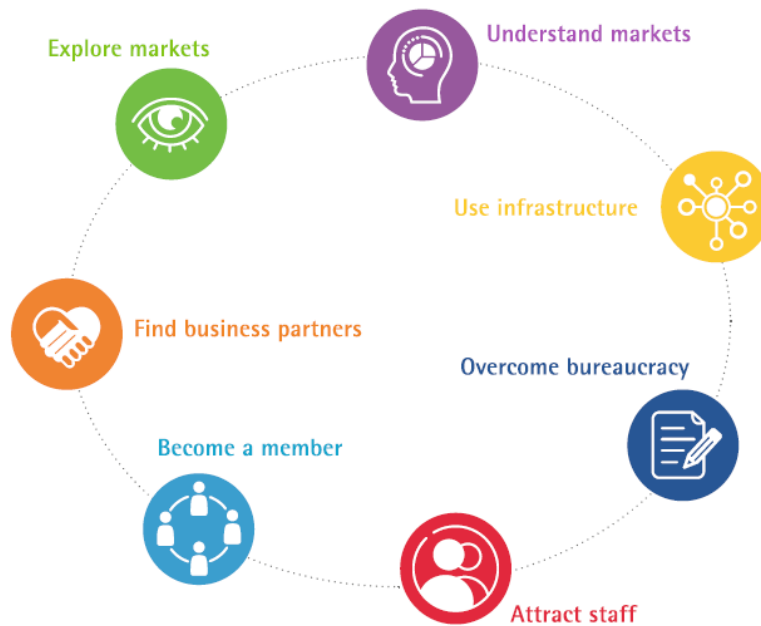 Understand markets
Explore markets
Use infrastructure
Find business partners
Overcome bureaucracy
Become a member
Attract staff